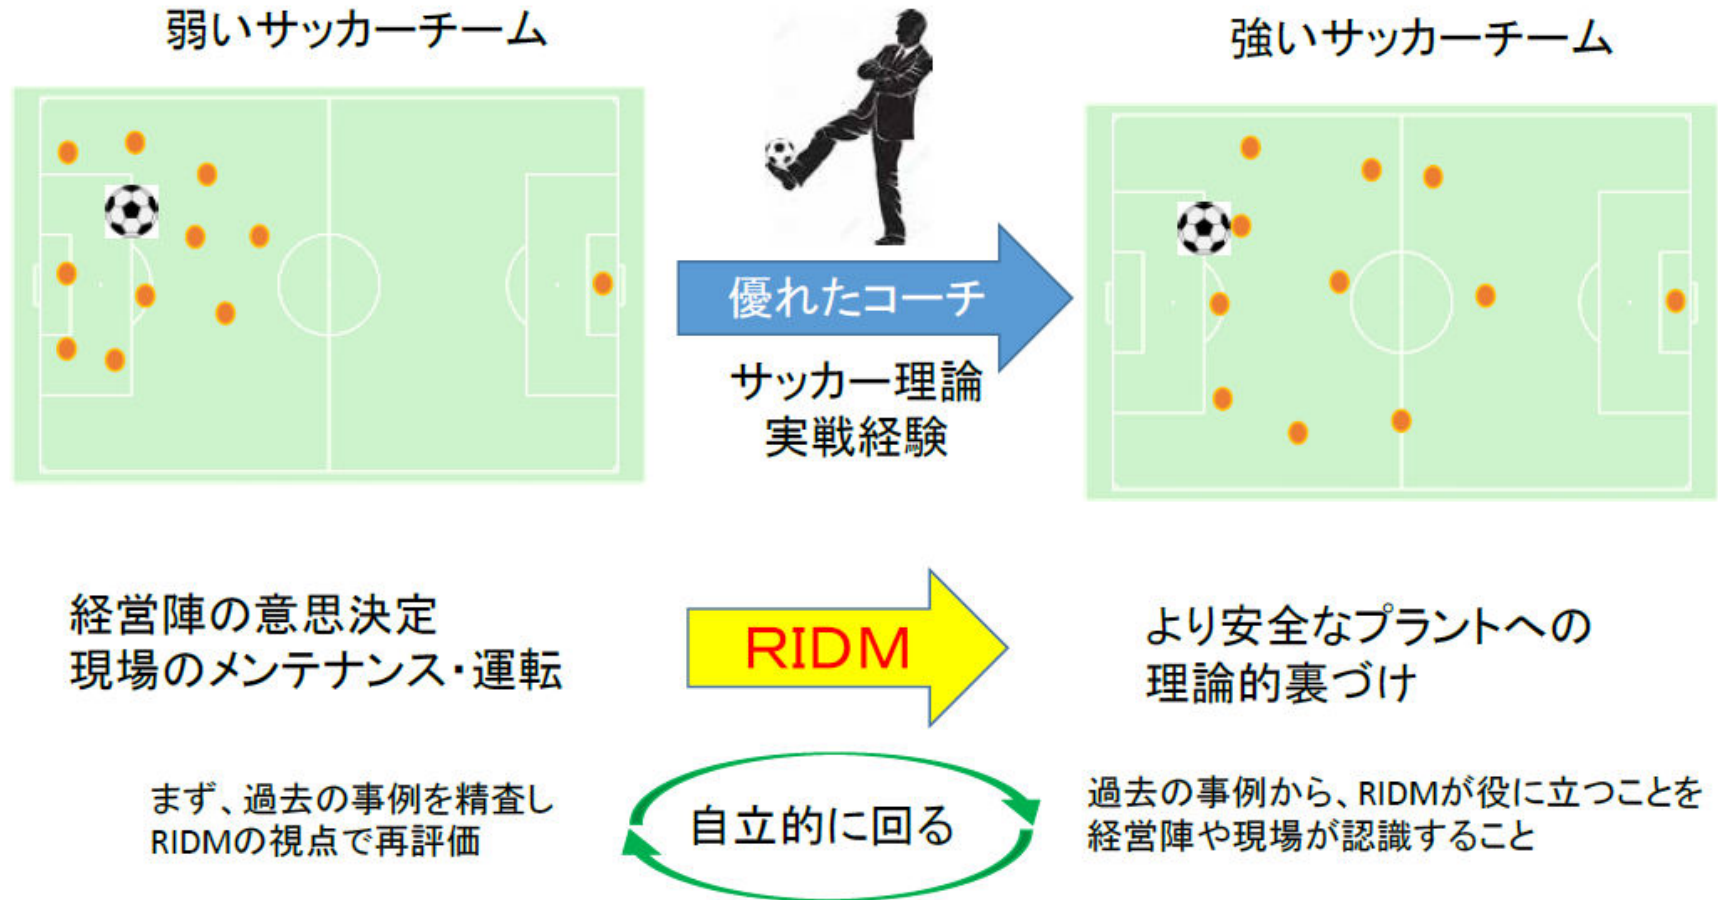 弱いサッカーチーム
強いサッカーチーム
優れたコーチ
サッカー理論
実戦経験
経営陣の意思決定
現場のメンテナンス・運転
RIDM
より安全なプラントへの
理論的裏づけ
まず、過去の事例を精査し
RIDMの視点で再評価
自立的に回る
過去の事例から、RIDMが役に立つことを
経営陣や現場が認識すること